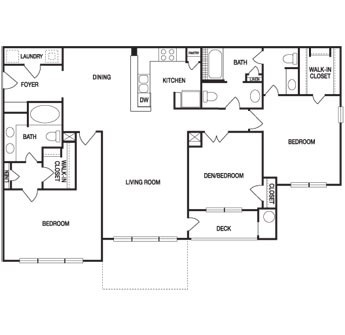 LAUNDRY
FOYER
DINING
PANTRY
KITCHEN
DW
BATH
LINEN
WALK-IN
CLOSET
BEDROOM
BATH
LINEN
WALK-IN
CLOSET
BEDROOM
LIVING ROOM
DEN/BEDROOM
CLOSET
DECK